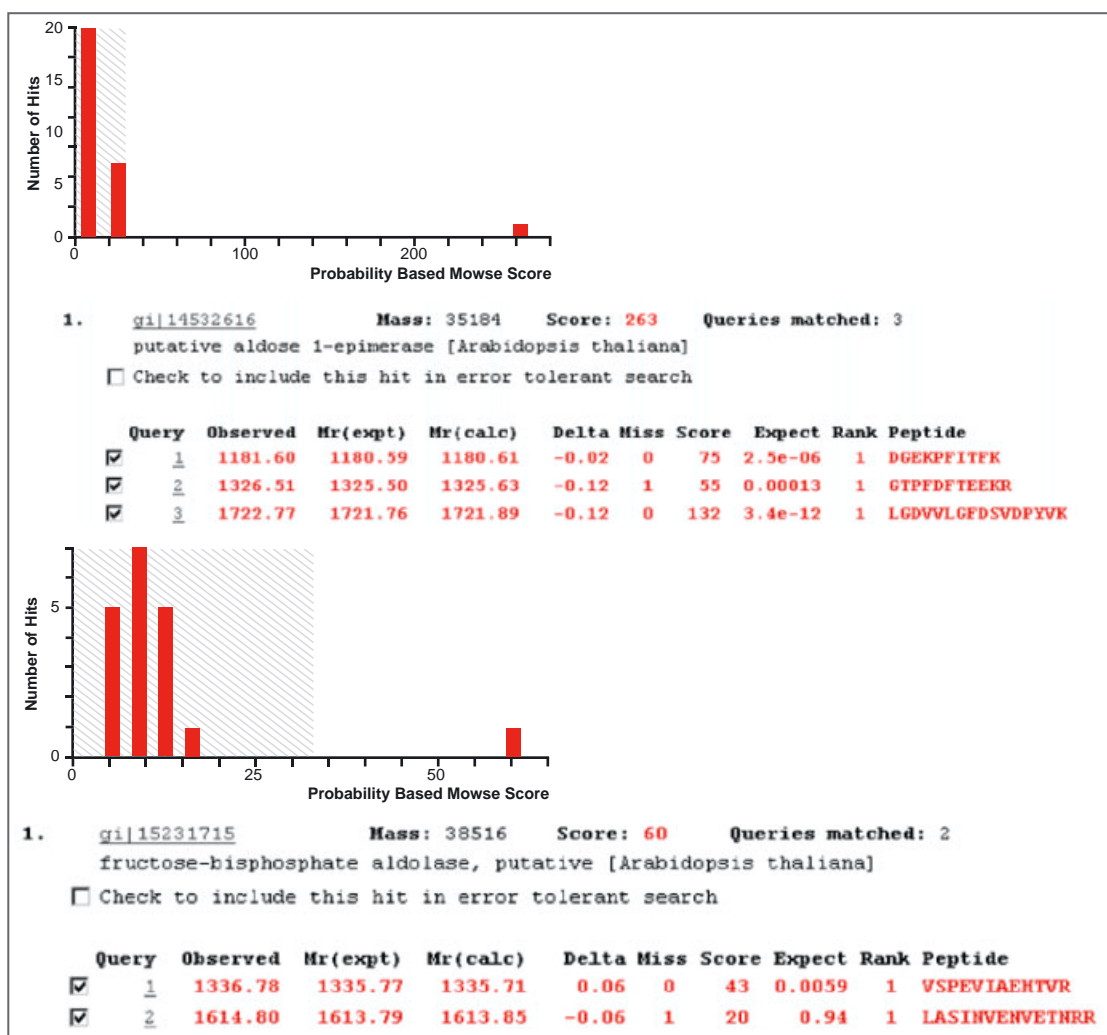 20
15
10
5
0
Number of Hits
0 100 200
Probability Based Mowse Score
1. gi|14532616 Mass: 35184 Score: 263 Queries matched: 3
putative aldose 1-epimerase [Arabidopsis thaliana]
Check to include this hit in error tolerant search
Query Observed Mr(expt) Mr(calc) Delta Miss Score Expect Rank Peptide
1 1181.60 1180.59 1180.61 -0.02 0 75 2.5e-06 1 DGEKPFITFK
2 1326.51 1325.50 1325.63 -0.12 1 55 0.00013 1 GTPFDFTEEKR
3 1722.77 1721.76 1721.89 -0.12 0 132 3.4e-12 1 LGDVVLGFDSVDPYVK
5
0
Number of Hits
0 25 50
Probability Based Mowse Score
1. gi|15231715 Mass: 38516 Score: 60 Queries matched: 2
fructose-bisphosphate aldolase, putative [Arabidopsis thaliana]
Check to include this hit in error tolerant search
Query Observed Mr(expt) Mr(calc) Delta Miss Score Expect Rank Peptide
1 1336.78 1335.77 1335.71 0.06 0 43 0.0059 1 VSPEVIAEHTVR
2 1614.80 1613.79 1613.85 -0.06 1 20 0.94 1 LASINVENVETNRR